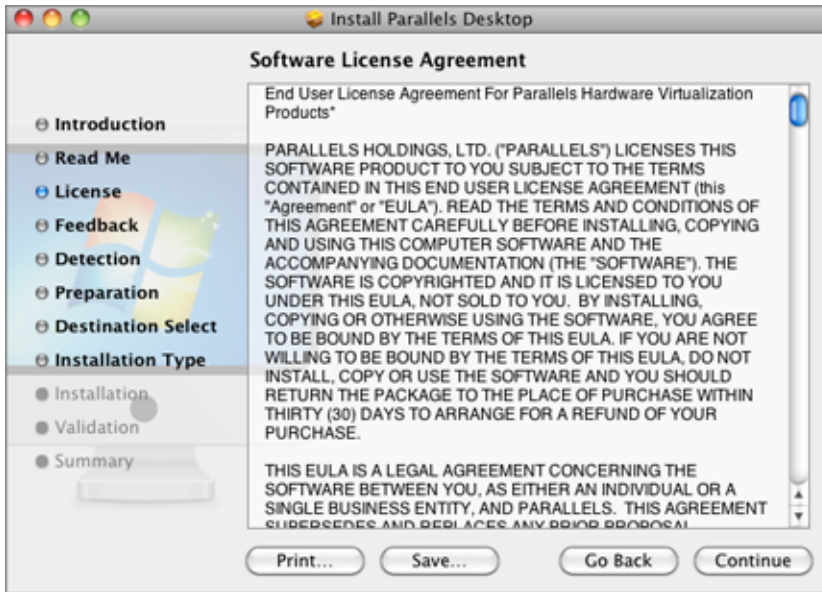 Install Parallels Desktop
Software License Agreement
Introduction
Read Me
License
Feedback
Detection
Preparation
Destination Select
Installation Type
Installation
Validation
Summary
End User License Agreement For Parallels Hardware Virtualization
Products*
PARALLELS HOLDINGS, LTD. ("PARALLELS") LICENSES THIS
SOFTWARE PRODUCT TO YOU SUBJECT TO THE TERMS
CONTAINED IN THIS END USER LICENSE AGREEMENT (this
"Agreement" or "EULA"). READ THE TERMS AND CONDITIONS OF
THIS AGREEMENT CAREFULLY BEFORE INSTALLING, COPYING
AND USING THIS COMPUTER SOFTWARE AND THE
ACCOMPANYING DOCUMENTATION (THE "SOFTWARE"). THE
SOFTWARE IS COPYRIGHTED AND IT IS LICENSED TO YOU
UNDER THIS EULA, NOT SOLD TO YOU. BY INSTALLING,
COPYING OR OTHERWISE USING THE SOFTWARE, YOU AGREE
TO BE BOUND BY THE TERMS OF THIS EULA. IF YOU ARE NOT
WILLING TO BE BOUND BY THE TERMS OF THIS EULA, DO NOT
INSTALL, COPY OR USE THE SOFTWARE AND YOU SHOULD
RETURN THE PACKAGE TO THE PLACE OF PURCHASE WITHIN
THIRTY (30) DAYS TO ARRANGE FOR A REFUND OF YOUR
PURCHASE.
THIS EULA IS A LEGAL AGREEMENT CONCERNING THE
SOFTWARE BETWEEN YOU, AS EITHER AN INDIVIDUAL OR A
SINGLE BUSINESS ENTITY, AND PARALLELS. THIS AGREEMENT
SUPERSEDES AND REPLACES ANY PRIOR PROPOSAL
Print...
Save...
Go Back
Continue